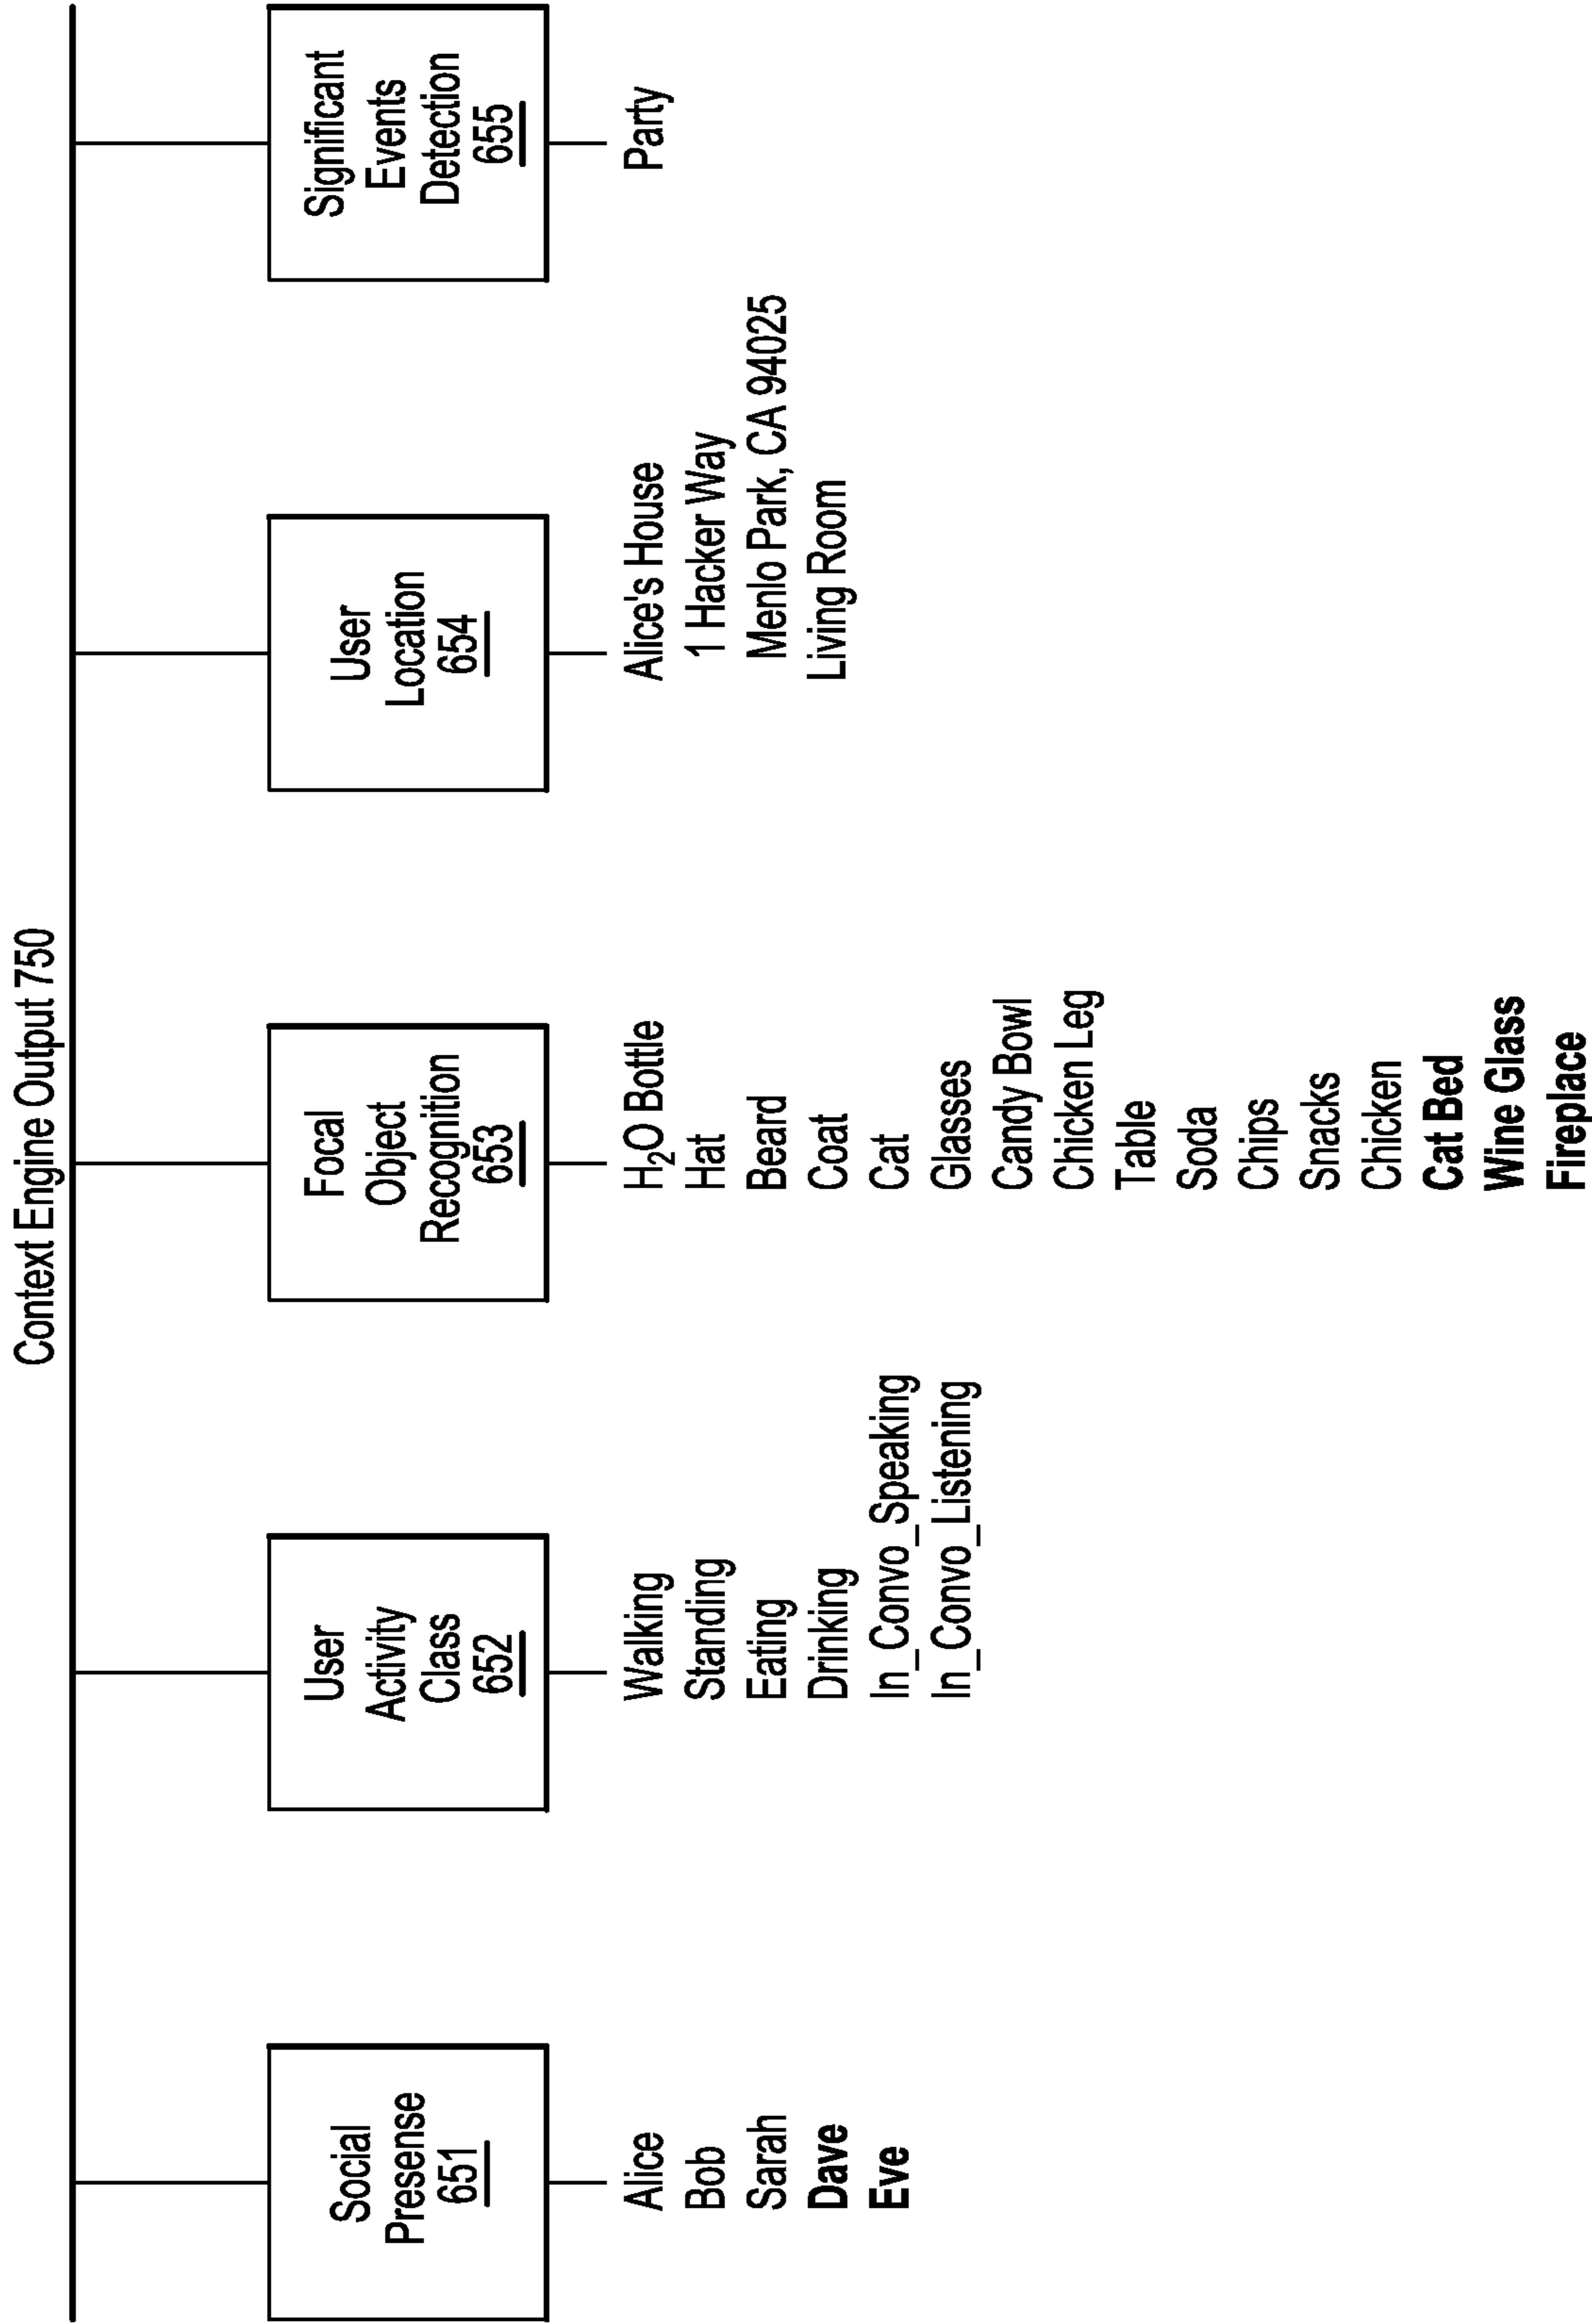 Context Engine Output 750
Social
Presense
651
Alice
Bob
Sarah
Dave
Eve
User
Activity
Class
652
Walking
Standing
Eating
Drinking
In_Convo_Speaking
In_Convo_Listening
Focal
Object
Recognition
653
H₂O Bottle
Hat
Beard
Coat
Cat
Glasses
Candy Bowl
Chicken Leg
Table
Soda
Chips
Snacks
Chicken
Cat Bed
Wine Glass
Fireplace
User
Location
654
Alice's House
1 Hacker Way
Menlo Park, CA 94025
Living Room
Significant
Events
Detection
655
Party